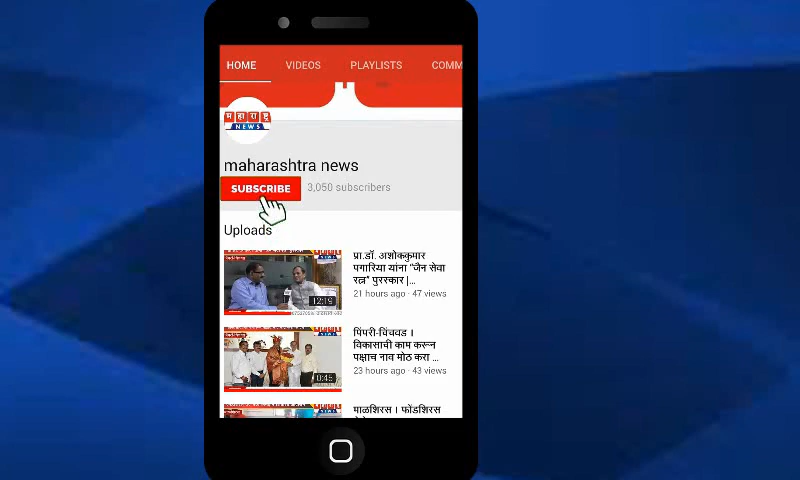 HOME VIDEOS PLAYLISTS COMM
महाराष्ट्र
NEWS
maharashtra news
SUBSCRIBE 3,050 subscribers
Uploads
प्रा.डॉ. अशोककुमार
पगारिया यांना "जैन सेवा
रत्न" पुरस्कार |...
21 hours ago · 47 views
12:19
पिंपरी-चिंचवड ।
विकासाची काम करून
पक्षाच नाव मोठ करा ...
23 hours ago · 43 views
0:45
माळशिरस । फोंडशिरस